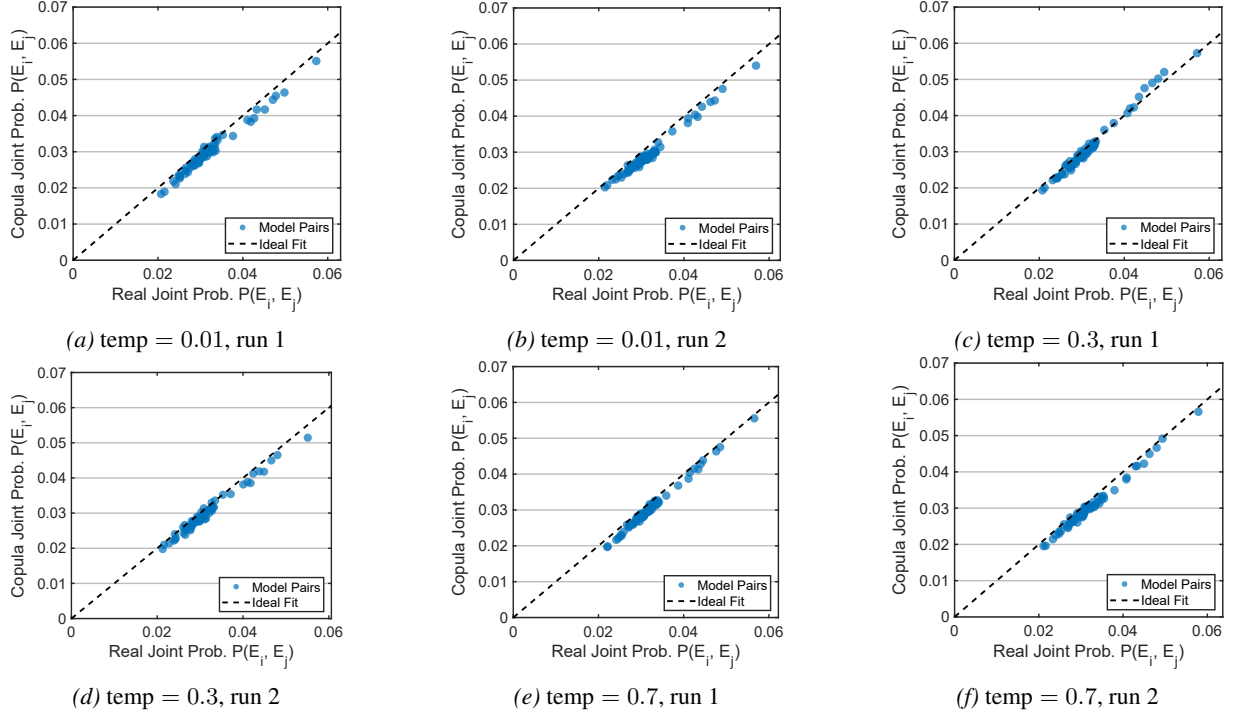 0.07
0.06
0.05
0.04
0.03
0.02
0.01
0
Copula Joint Prob. P(E_i, E_j)
Model Pairs
Ideal Fit
0 0.02 0.04 0.06
Real Joint Prob. P(E_i, E_j)
(a) temp = 0.01, run 1
0.07
0.06
0.05
0.04
0.03
0.02
0.01
0
Copula Joint Prob. P(E_i, E_j)
Model Pairs
Ideal Fit
0 0.02 0.04 0.06
Real Joint Prob. P(E_i, E_j)
(b) temp = 0.01, run 2
0.07
0.06
0.05
0.04
0.03
0.02
0.01
0
Copula Joint Prob. P(E_i, E_j)
Model Pairs
Ideal Fit
0 0.02 0.04 0.06
Real Joint Prob. P(E_i, E_j)
(c) temp = 0.3, run 1
0.07
0.06
0.05
0.04
0.03
0.02
0.01
0
Copula Joint Prob. P(E_i, E_j)
Model Pairs
Ideal Fit
0 0.02 0.04 0.06
Real Joint Prob. P(E_i, E_j)
(d) temp = 0.3, run 2
0.07
0.06
0.05
0.04
0.03
0.02
0.01
0
Copula Joint Prob. P(E_i, E_j)
Model Pairs
Ideal Fit
0 0.02 0.04 0.06
Real Joint Prob. P(E_i, E_j)
(e) temp = 0.7, run 1
0.07
0.06
0.05
0.04
0.03
0.02
0.01
0
Copula Joint Prob. P(E_i, E_j)
Model Pairs
Ideal Fit
0 0.02 0.04 0.06
Real Joint Prob. P(E_i, E_j)
(f) temp = 0.7, run 2